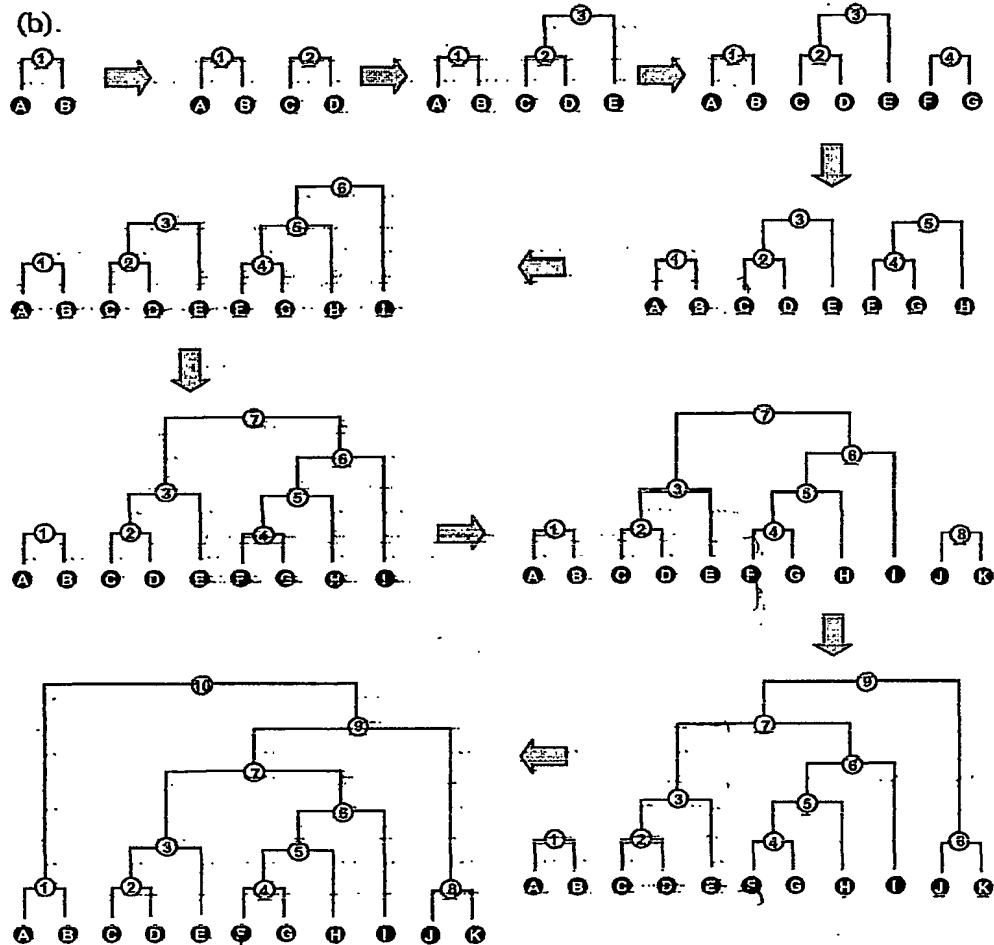 (b).
3 3
1 1 2 1 2 1 2 4
A B A B C D A B C D E A B C D E F G
6
3 5 3 5
1 2 4 1 2 4
A B C D E F G H I A B C D E F G H
7 7
6 6
3 5 3 5
1 2 4 1 2 4 8
A B C D E F G H I A B C D E F G H I J K
10 9
9 7
7 6
6 3 5
3 5 1 2 4 8
1 2 4 8 A B C D E G H I J K
A B C D E G H I J K